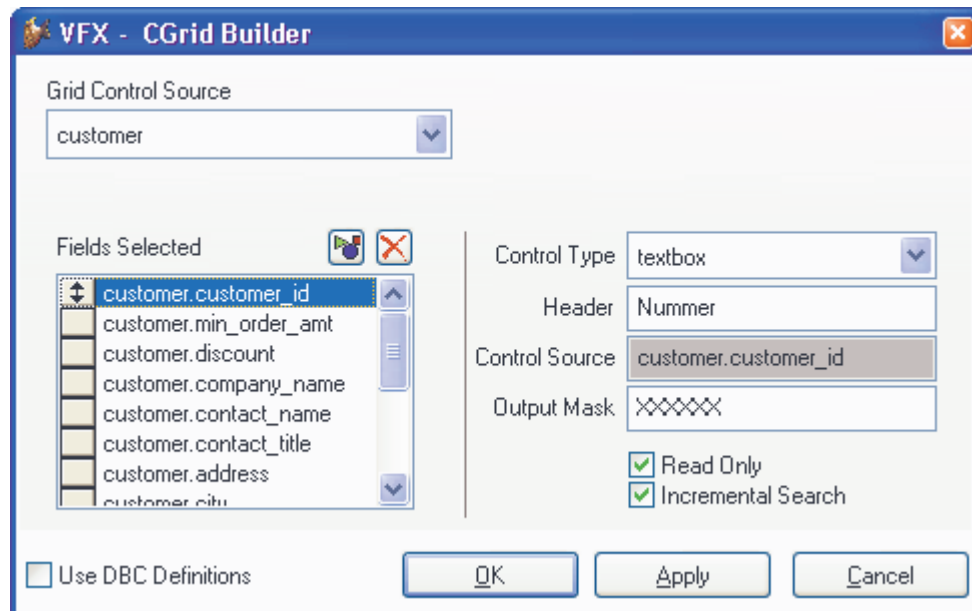 VFX - CGrid Builder
Grid Control Source
customer
Fields Selected
customer.customer_id
customer.min_order_amt
customer.discount
customer.company_name
customer.contact_name
customer.contact_title
customer.address
customer.city
Control Type textbox
Header Nummer
Control Source customer.customer_id
Output Mask XXXXXX
Read Only
Incremental Search
Use DBC Definitions
OK Apply Cancel